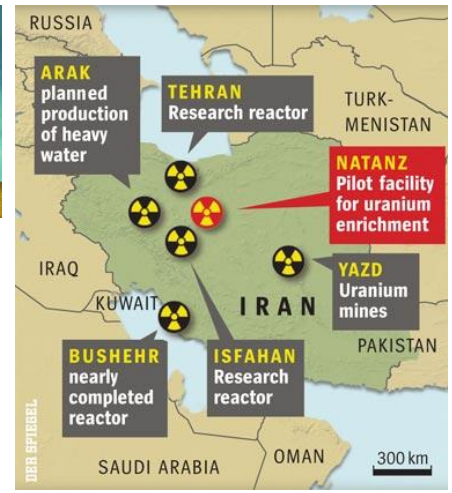 RUSSIA
ARAK
planned
production
of heavy
water
TEHRAN
Research reactor
TURK-
MENISTAN
NATANZ
Pilot facility
for uranium
enrichment
IRAQ
KUWAIT
IRAN
YAZD
Uranium
mines
PAKISTAN
BUSHEHR
nearly
completed
reactor
ISFAHAN
Research
reactor
DER SPIEGEL
SAUDI ARABIA
OMAN
300 km